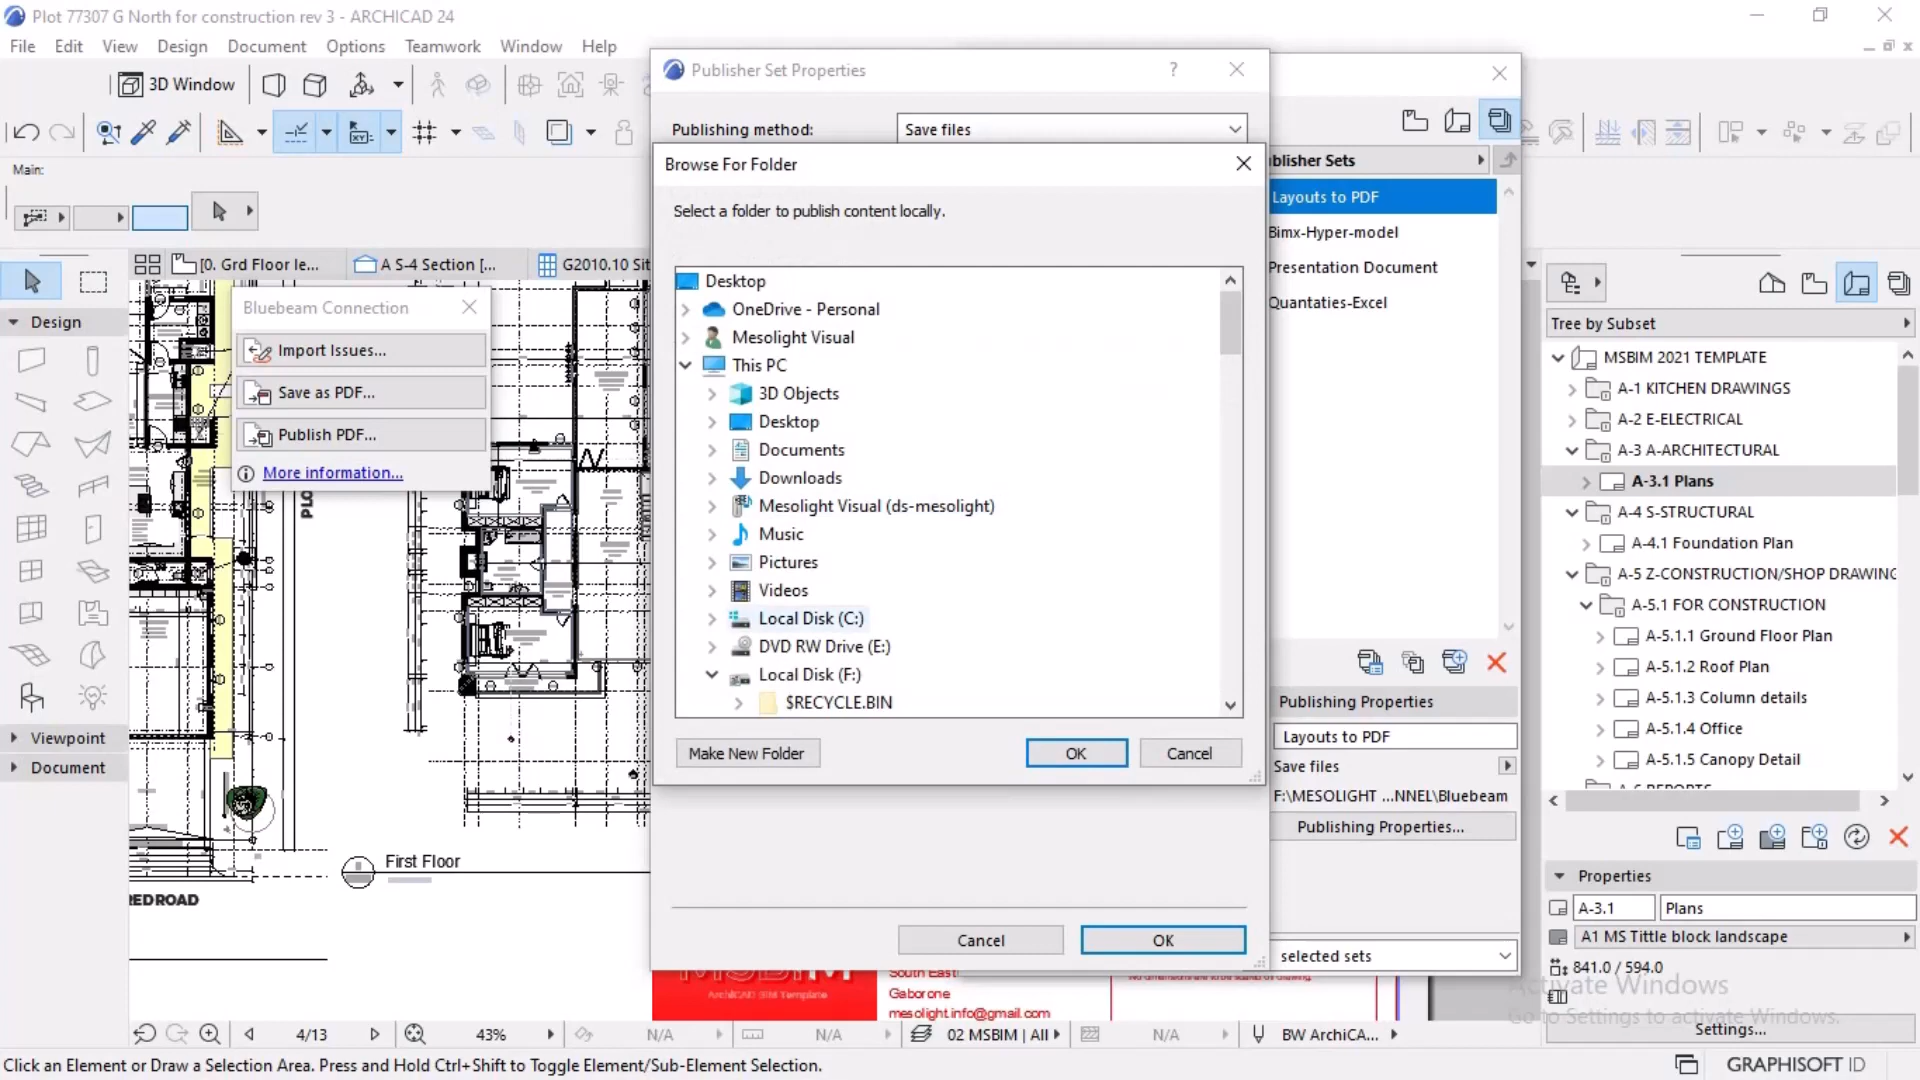 Plot 77307 G North for construction rev 3 - ARCHICAD 24
File Edit View Design Document Options Teamwork Window Help
3D Window
Main:
[0. Grd Floor le...
A S-4 Section [...
G2010.10 Sit
Design
Viewpoint
Document
Bluebeam Connection
Import Issues...
Save as PDF...
Publish PDF...
More information...
First Floor
REDROAD
Publisher Set Properties
?
Publishing method:
Save files
Browse For Folder
Select a folder to publish content locally.
Desktop
OneDrive - Personal
Mesolight Visual
This PC
3D Objects
Desktop
Documents
Downloads
Mesolight Visual (ds-mesolight)
Music
Pictures
Videos
Local Disk (C:)
DVD RW Drive (E:)
Local Disk (F:)
$RECYCLE.BIN
Make New Folder
OK
Cancel
Cancel
OK
blisher Sets
Layouts to PDF
Bimx-Hyper-model
Presentation Document
Quantaties-Excel
Publishing Properties
Layouts to PDF
Save files
F:\MESOLIGHT ...NNEL\Bluebeam
Publishing Properties...
selected sets
Tree by Subset
MSBIM 2021 TEMPLATE
A-1 KITCHEN DRAWINGS
A-2 E-ELECTRICAL
A-3 A-ARCHITECTURAL
A-3.1 Plans
A-4 S-STRUCTURAL
A-4.1 Foundation Plan
A-5 Z-CONSTRUCTION/SHOP DRAWING
A-5.1 FOR CONSTRUCTION
A-5.1.1 Ground Floor Plan
A-5.1.2 Roof Plan
A-5.1.3 Column details
A-5.1.4 Office
A-5.1.5 Canopy Detail
A-6 REPORTS
Properties
A-3.1
Plans
A1 MS Tittle block landscape
841.0 / 594.0
Activate Windows
Go to Settings to activate Windows.
Settings...
MSBIM
ArchiCAD BIM Template
South East
Gaborone
mesolight.info@gmail.com
4/13
43%
N/A
N/A
02 MSBIM | All
N/A
BW ArchiCA...
Click an Element or Draw a Selection Area. Press and Hold Ctrl+Shift to Toggle Element/Sub-Element Selection.
GRAPHISOFT ID